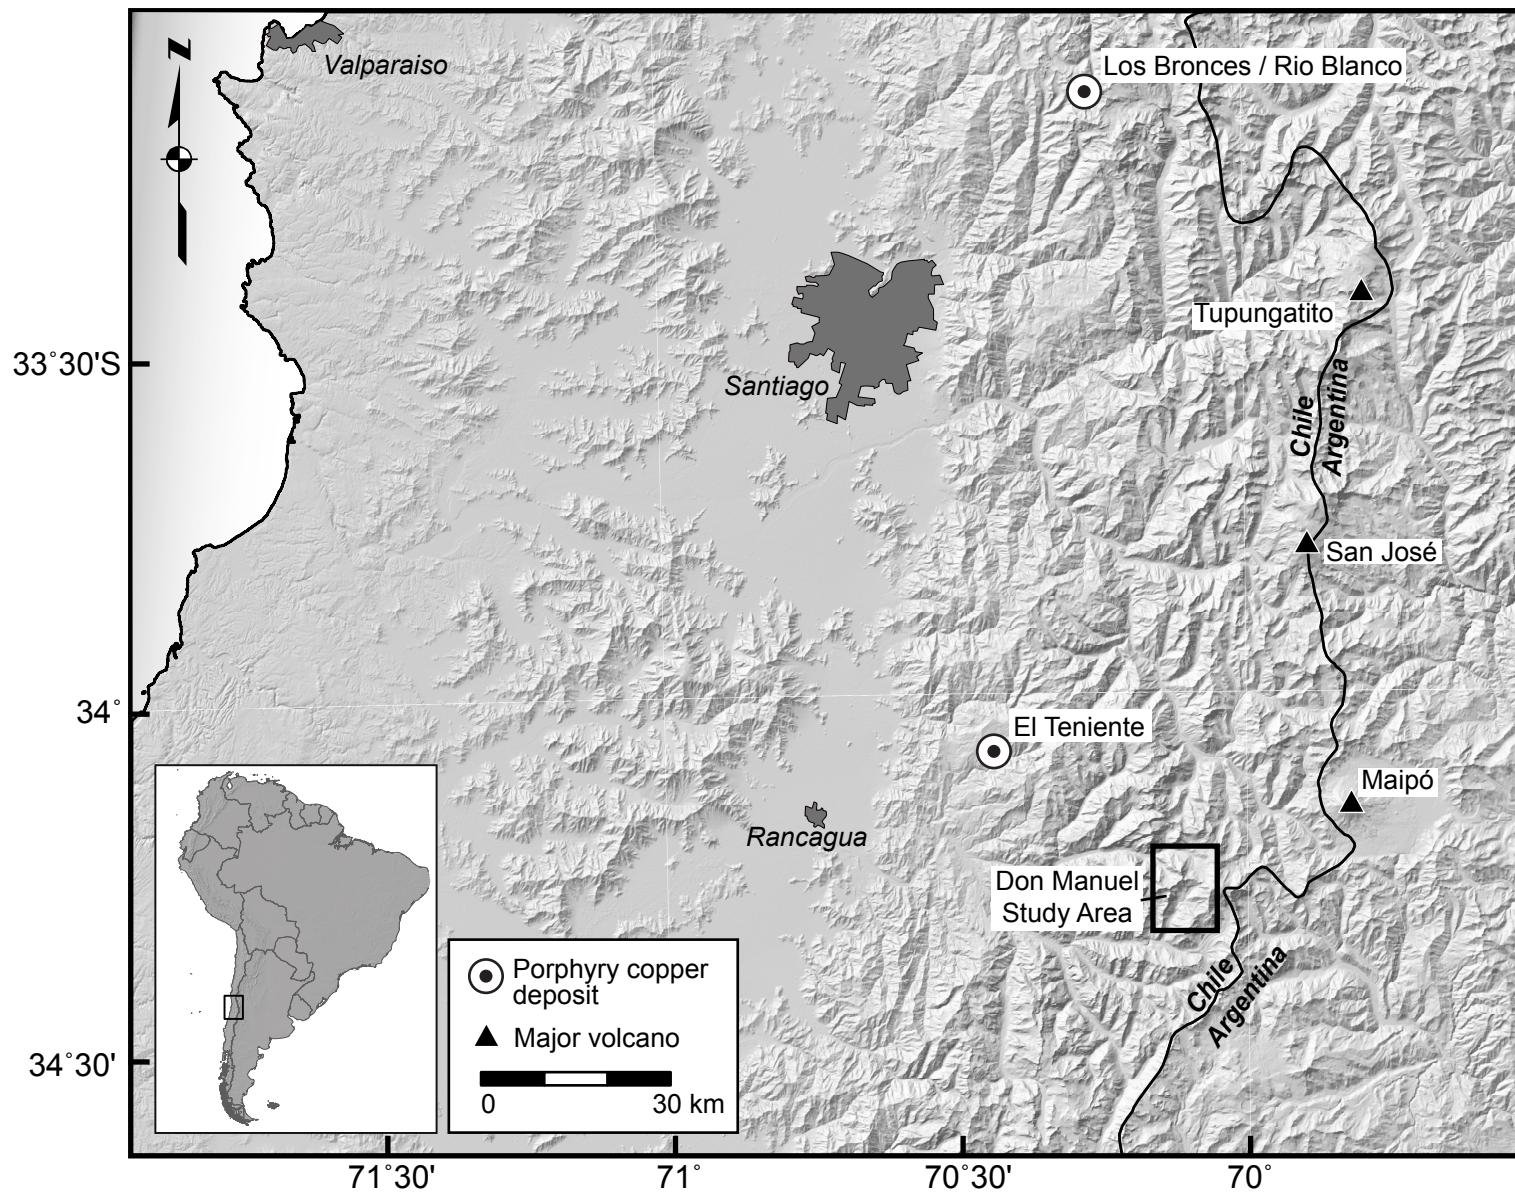 Valparaiso
Los Bronces / Rio Blanco
N
Tupungatito
33˚30'S
Santiago
Chile
Argentina
San José
34˚
El Teniente
Maipó
Rancagua
Don Manuel
Study Area
Chile
Argentina
Porphyry copper
deposit
Major volcano
0 30 km
34˚30'
71˚30' 71˚ 70˚30' 70˚